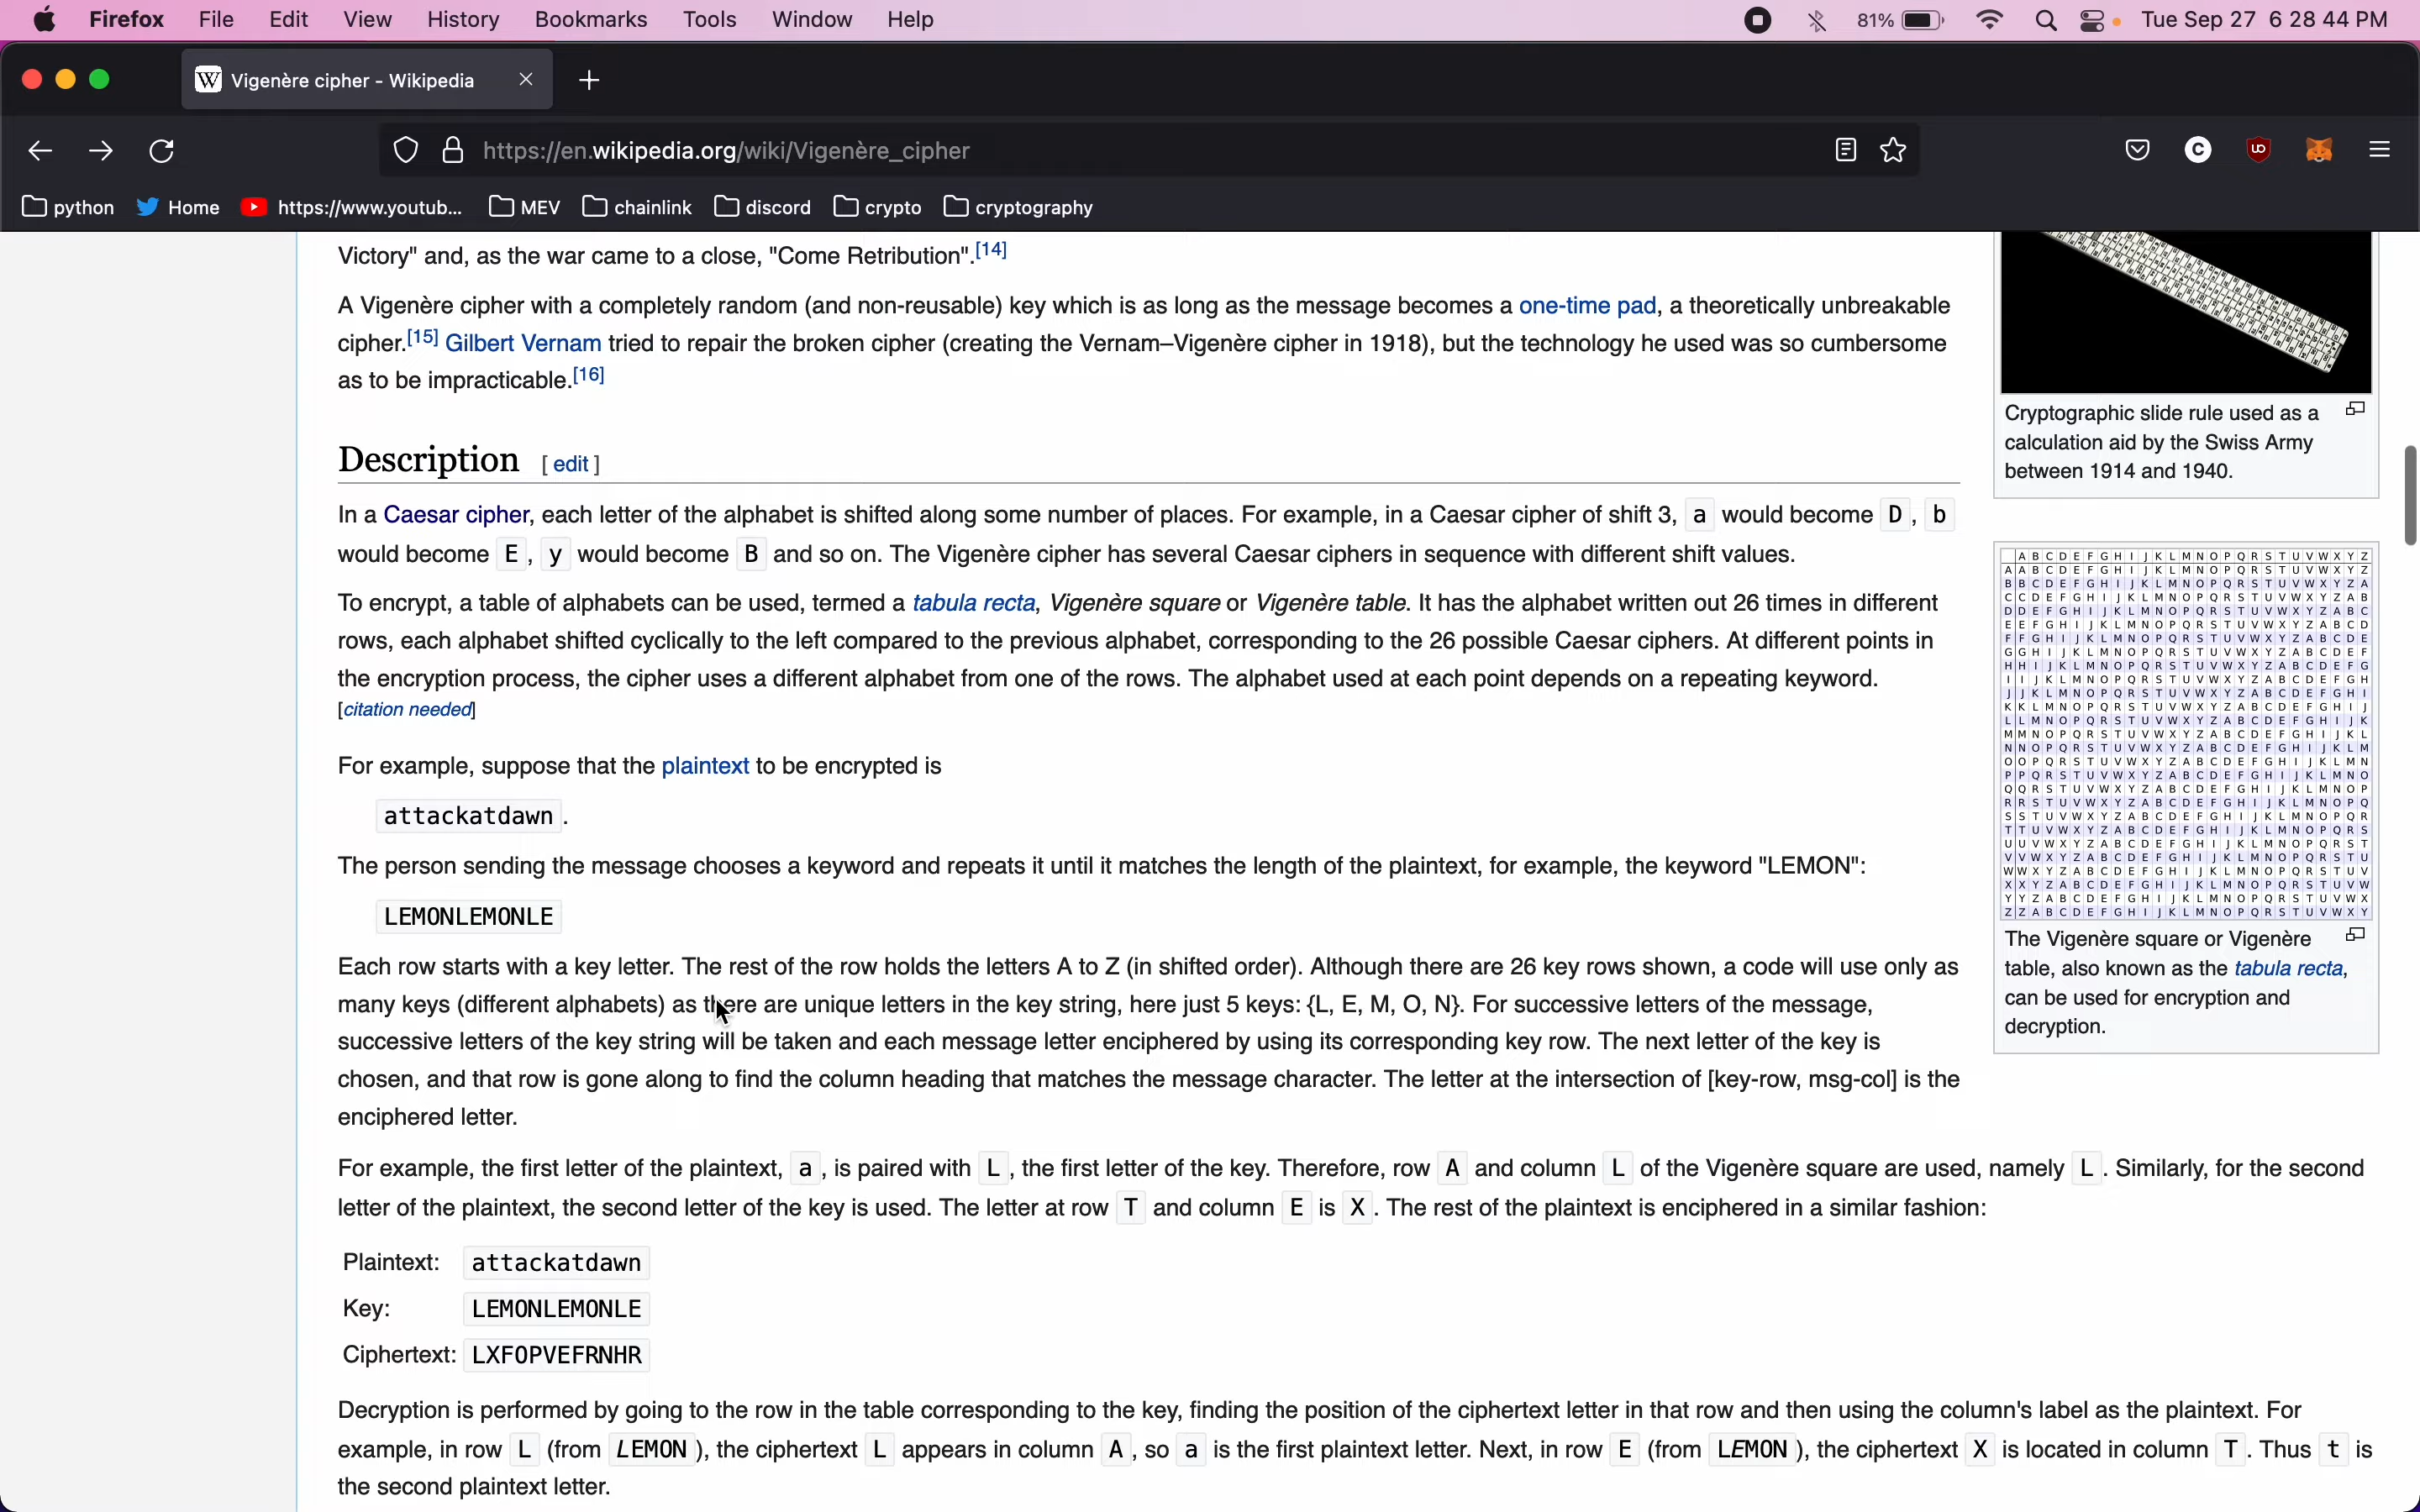 Firefox File Edit View History Bookmarks Tools Window Help 81% Tue Sep 27 6 28 44 PM
W Vigenère cipher - Wikipedia
https://en.wikipedia.org/wiki/Vigenère_cipher
python Home https://www.youtub... MEV chainlink discord crypto cryptography
Victory" and, as the war came to a close, "Come Retribution".[14]
A Vigenère cipher with a completely random (and non-reusable) key which is as long as the message becomes a one-time pad, a theoretically unbreakable
cipher.[15] Gilbert Vernam tried to repair the broken cipher (creating the Vernam–Vigenère cipher in 1918), but the technology he used was so cumbersome
as to be impracticable.[16]
Cryptographic slide rule used as a
calculation aid by the Swiss Army
between 1914 and 1940.
Description [ edit ]
In a Caesar cipher, each letter of the alphabet is shifted along some number of places. For example, in a Caesar cipher of shift 3, a would become D , b
would become E , y would become B and so on. The Vigenère cipher has several Caesar ciphers in sequence with different shift values.
To encrypt, a table of alphabets can be used, termed a tabula recta, Vigenère square or Vigenère table. It has the alphabet written out 26 times in different
rows, each alphabet shifted cyclically to the left compared to the previous alphabet, corresponding to the 26 possible Caesar ciphers. At different points in
the encryption process, the cipher uses a different alphabet from one of the rows. The alphabet used at each point depends on a repeating keyword.
[citation needed]
For example, suppose that the plaintext to be encrypted is
attackatdawn .
The person sending the message chooses a keyword and repeats it until it matches the length of the plaintext, for example, the keyword "LEMON":
LEMONLEMONLE
Each row starts with a key letter. The rest of the row holds the letters A to Z (in shifted order). Although there are 26 key rows shown, a code will use only as
many keys (different alphabets) as there are unique letters in the key string, here just 5 keys: {L, E, M, O, N}. For successive letters of the message,
successive letters of the key string will be taken and each message letter enciphered by using its corresponding key row. The next letter of the key is
chosen, and that row is gone along to find the column heading that matches the message character. The letter at the intersection of [key-row, msg-col] is the
enciphered letter.
A B C D E F G H I J K L M N O P Q R S T U V W X Y Z
A A B C D E F G H I J K L M N O P Q R S T U V W X Y Z
B B C D E F G H I J K L M N O P Q R S T U V W X Y Z A
C C D E F G H I J K L M N O P Q R S T U V W X Y Z A B
D D E F G H I J K L M N O P Q R S T U V W X Y Z A B C
E E F G H I J K L M N O P Q R S T U V W X Y Z A B C D
F F G H I J K L M N O P Q R S T U V W X Y Z A B C D E
G G H I J K L M N O P Q R S T U V W X Y Z A B C D E F
H H I J K L M N O P Q R S T U V W X Y Z A B C D E F G
I I J K L M N O P Q R S T U V W X Y Z A B C D E F G H
J J K L M N O P Q R S T U V W X Y Z A B C D E F G H I
K K L M N O P Q R S T U V W X Y Z A B C D E F G H I J
L L M N O P Q R S T U V W X Y Z A B C D E F G H I J K
M M N O P Q R S T U V W X Y Z A B C D E F G H I J K L
N N O P Q R S T U V W X Y Z A B C D E F G H I J K L M
O O P Q R S T U V W X Y Z A B C D E F G H I J K L M N
P P Q R S T U V W X Y Z A B C D E F G H I J K L M N O
Q Q R S T U V W X Y Z A B C D E F G H I J K L M N O P
R R S T U V W X Y Z A B C D E F G H I J K L M N O P Q
S S T U V W X Y Z A B C D E F G H I J K L M N O P Q R
T T U V W X Y Z A B C D E F G H I J K L M N O P Q R S
U U V W X Y Z A B C D E F G H I J K L M N O P Q R S T
V V W X Y Z A B C D E F G H I J K L M N O P Q R S T U
W W X Y Z A B C D E F G H I J K L M N O P Q R S T U V
X X Y Z A B C D E F G H I J K L M N O P Q R S T U V W
Y Y Z A B C D E F G H I J K L M N O P Q R S T U V W X
Z Z A B C D E F G H I J K L M N O P Q R S T U V W X Y
The Vigenère square or Vigenère
table, also known as the tabula recta,
can be used for encryption and
decryption.
For example, the first letter of the plaintext, a , is paired with L , the first letter of the key. Therefore, row A and column L of the Vigenère square are used, namely L . Similarly, for the second
letter of the plaintext, the second letter of the key is used. The letter at row T and column E is X . The rest of the plaintext is enciphered in a similar fashion:
Plaintext: attackatdawn
Key: LEMONLEMONLE
Ciphertext: LXFOPVEFRNHR
Decryption is performed by going to the row in the table corresponding to the key, finding the position of the ciphertext letter in that row and then using the column's label as the plaintext. For
example, in row L (from LEMON ), the ciphertext L appears in column A , so a is the first plaintext letter. Next, in row E (from LEMON ), the ciphertext X is located in column T . Thus t is
the second plaintext letter.